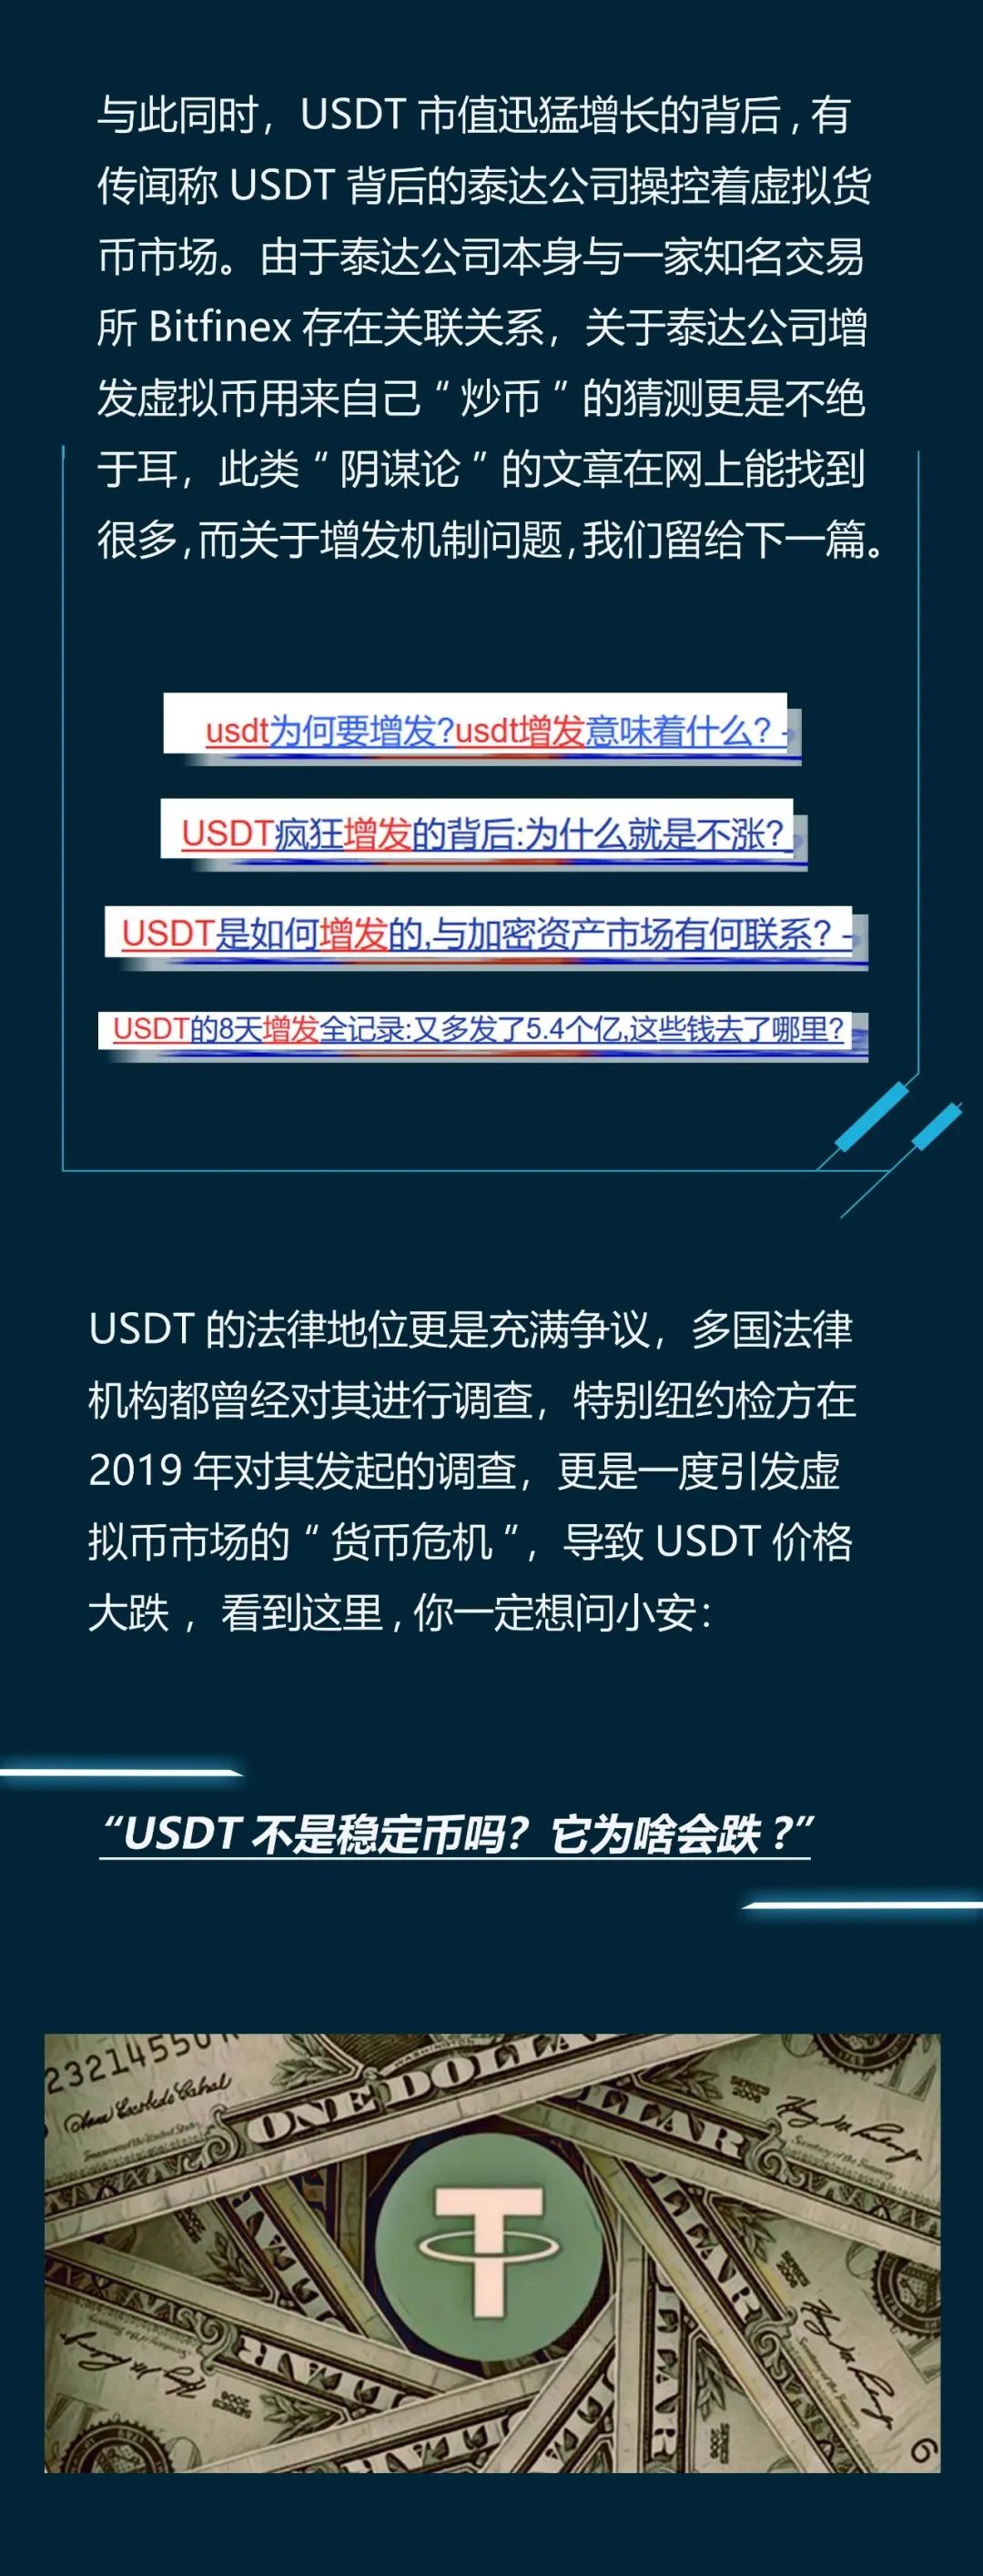 与此同时，USDT 市值迅猛增长的背后，有
传闻称 USDT 背后的泰达公司操控着虚拟货
币市场。由于泰达公司本身与一家知名交易
所 Bitfinex 存在关联关系，关于泰达公司增
发虚拟币用来自己“炒币”的猜测更是不绝
于耳，此类“阴谋论”的文章在网上能找到
很多，而关于增发机制问题，我们留给下一篇。
usdt为何要增发?usdt增发意味着什么? -
USDT疯狂增发的背后:为什么就是不涨?
USDT是如何增发的,与加密资产市场有何联系? -
USDT的8天增发全记录:又多发了5.4个亿,这些钱去了哪里?
USDT 的法律地位更是充满争议，多国法律
机构都曾经对其进行调查，特别纽约检方在
2019 年对其发起的调查，更是一度引发虚
拟币市场的“货币危机”，导致 USDT 价格
大跌，看到这里，你一定想问小安：
“USDT 不是稳定币吗？它为啥会跌？”
ONE DOLLA
LLAR
SERIES
2006
T